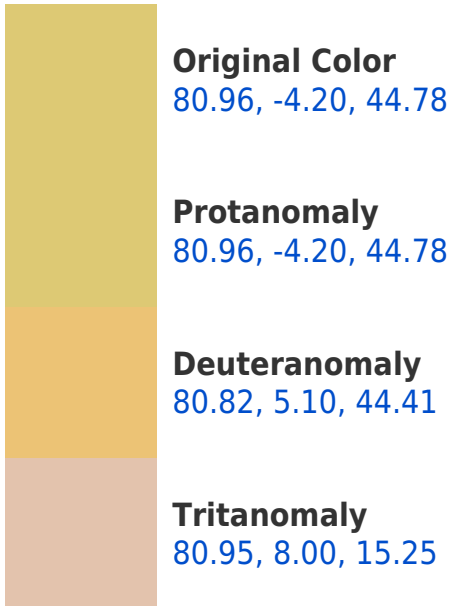 Original Color
80.96, -4.20, 44.78
Protanomaly
80.96, -4.20, 44.78
Deuteranomaly
80.82, 5.10, 44.41
Tritanomaly
80.95, 8.00, 15.25